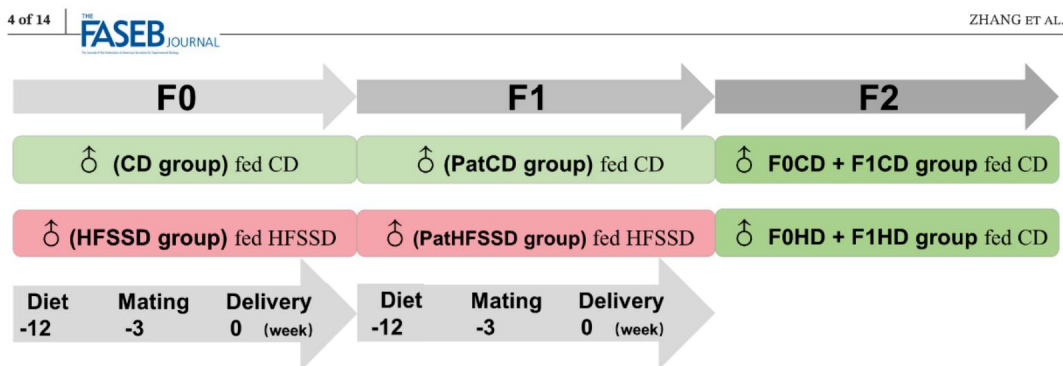 4 of 14
THE
FASEB JOURNAL
ZHANG ET AL.
F0 F1 F2
♂ (CD group) fed CD ♂ (PatCD group) fed CD ♂ F0CD + F1CD group fed CD
♂ (HFSSD group) fed HFSSD ♂ (PatHFSSD group) fed HFSSD ♂ F0HD + F1HD group fed CD
Diet Mating Delivery Diet Mating Delivery
-12 -3 0 (week) -12 -3 0 (week)